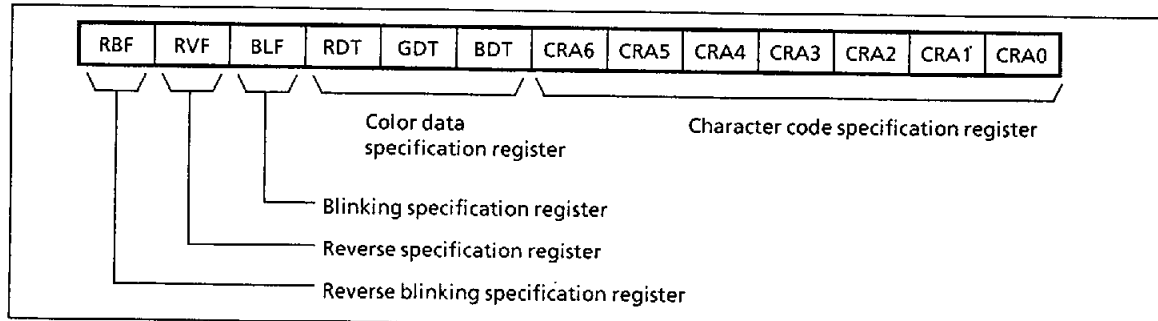 RBF RVF BLF RDT GDT BDT CRA6 CRA5 CRA4 CRA3 CRA2 CRA1 CRA0
Color data
specification register
Character code specification register
Blinking specification register
Reverse specification register
Reverse blinking specification register